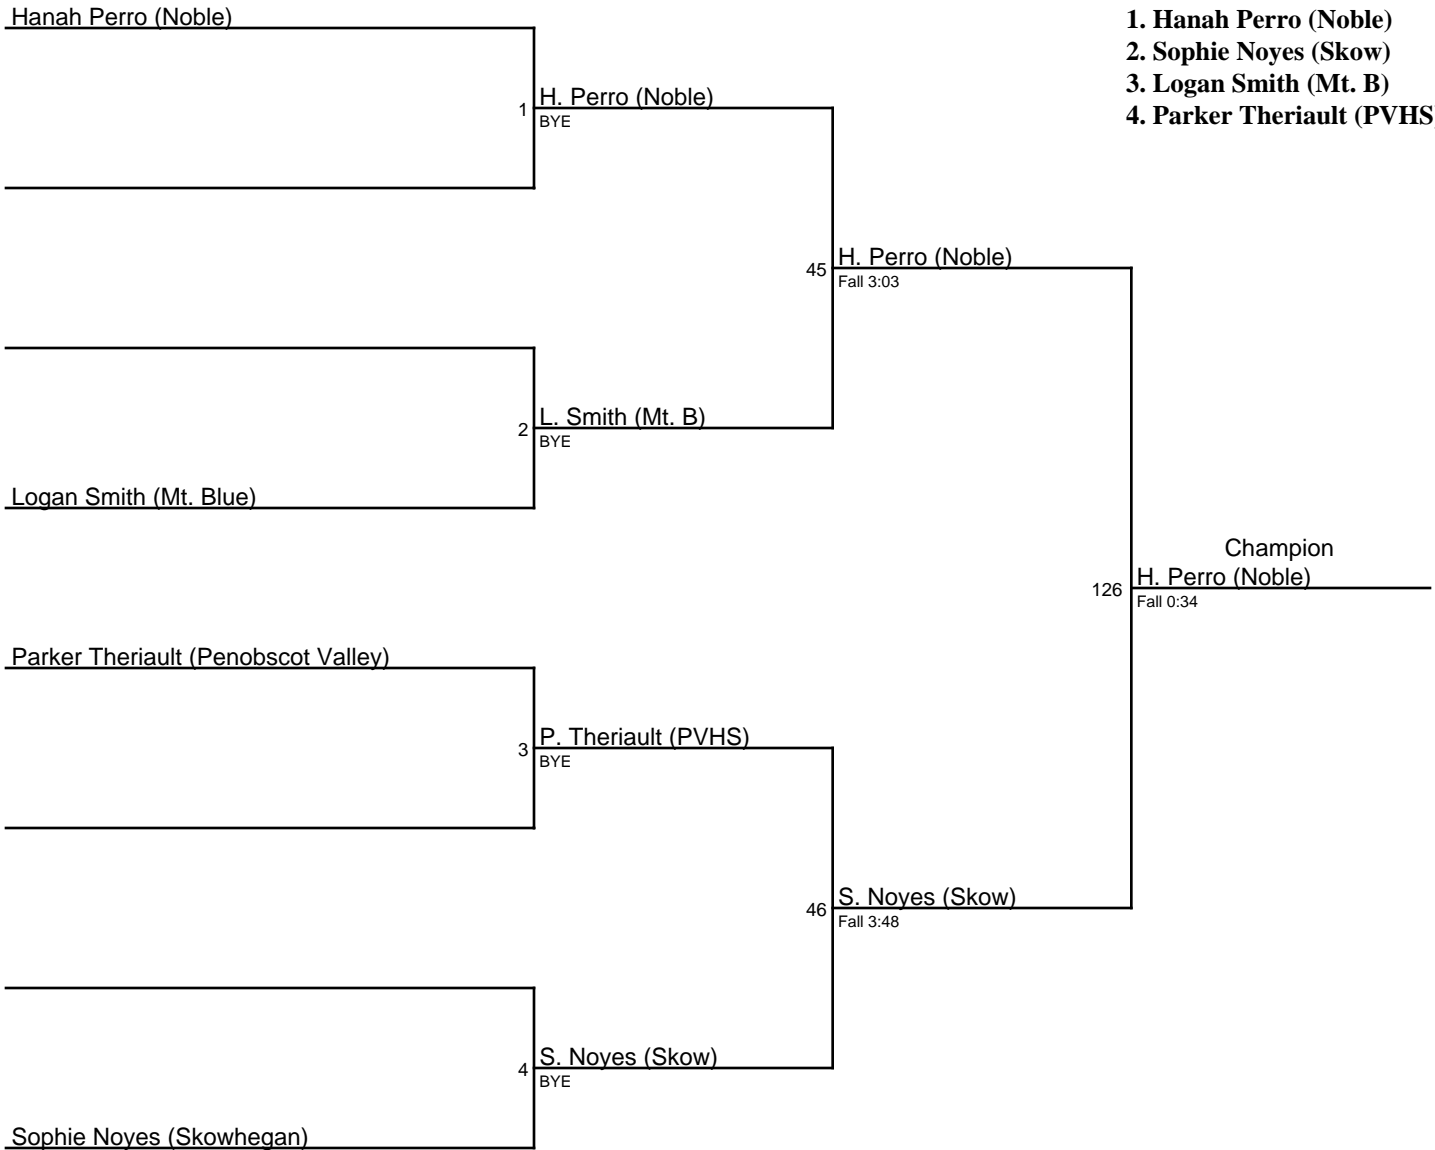 Hanah Perro (Noble)
1. Hanah Perro (Noble)
2. Sophie Noyes (Skow)
3. Logan Smith (Mt. B)
4. Parker Theriault (PVHS)
1
H. Perro (Noble)
BYE
45
H. Perro (Noble)
Fall 3:03
2
L. Smith (Mt. B)
BYE
Logan Smith (Mt. Blue)
Champion
126
H. Perro (Noble)
Fall 0:34
Parker Theriault (Penobscot Valley)
3
P. Theriault (PVHS)
BYE
46
S. Noyes (Skow)
Fall 3:48
4
S. Noyes (Skow)
BYE
Sophie Noyes (Skowhegan)